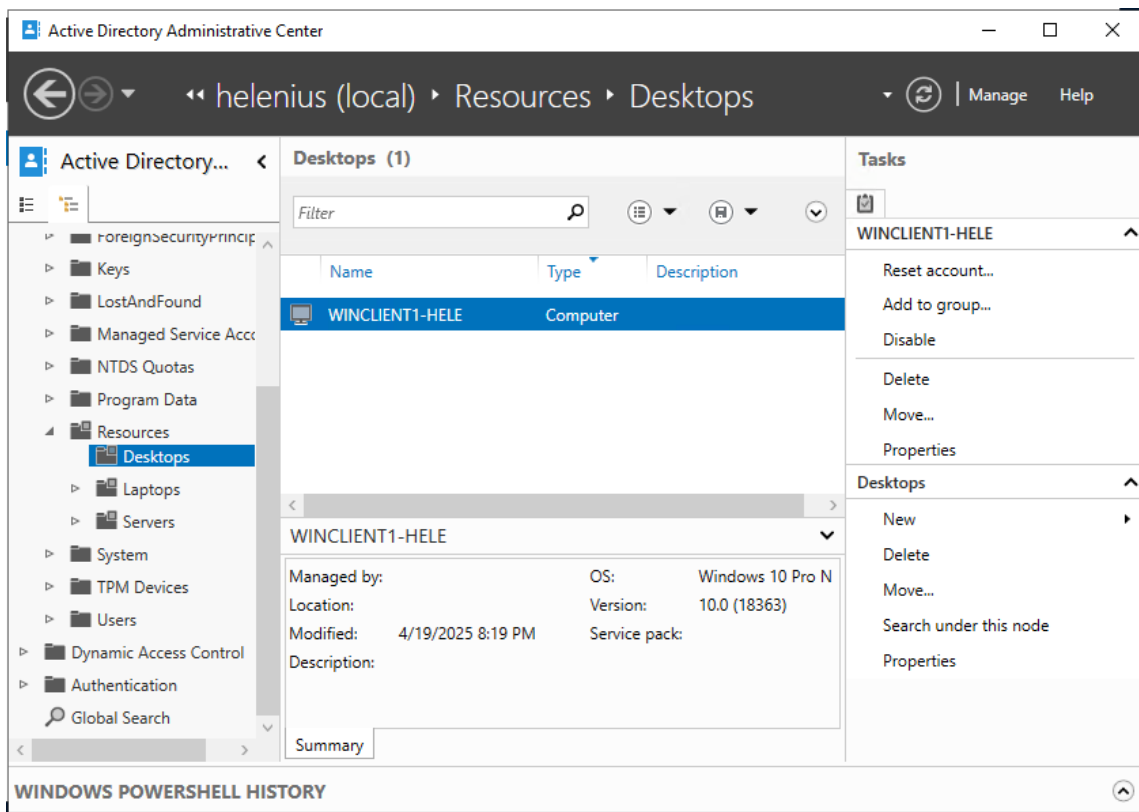 Active Directory Administrative Center
helenius (local) Resources Desktops
Manage Help
Active Directory...
ForeignSecurityPrincip
Keys
LostAndFound
Managed Service Acco
NTDS Quotas
Program Data
Resources
Desktops
Laptops
Servers
System
TPM Devices
Users
Dynamic Access Control
Authentication
Global Search
Desktops (1)
Filter
Name Type Description
WINCLIENT1-HELE Computer
WINCLIENT1-HELE
Managed by:
Location:
Modified: 4/19/2025 8:19 PM
Description:
OS: Windows 10 Pro N
Version: 10.0 (18363)
Service pack:
Summary
Tasks
WINCLIENT1-HELE
Reset account...
Add to group...
Disable
Delete
Move...
Properties
Desktops
New
Delete
Move...
Search under this node
Properties
WINDOWS POWERSHELL HISTORY